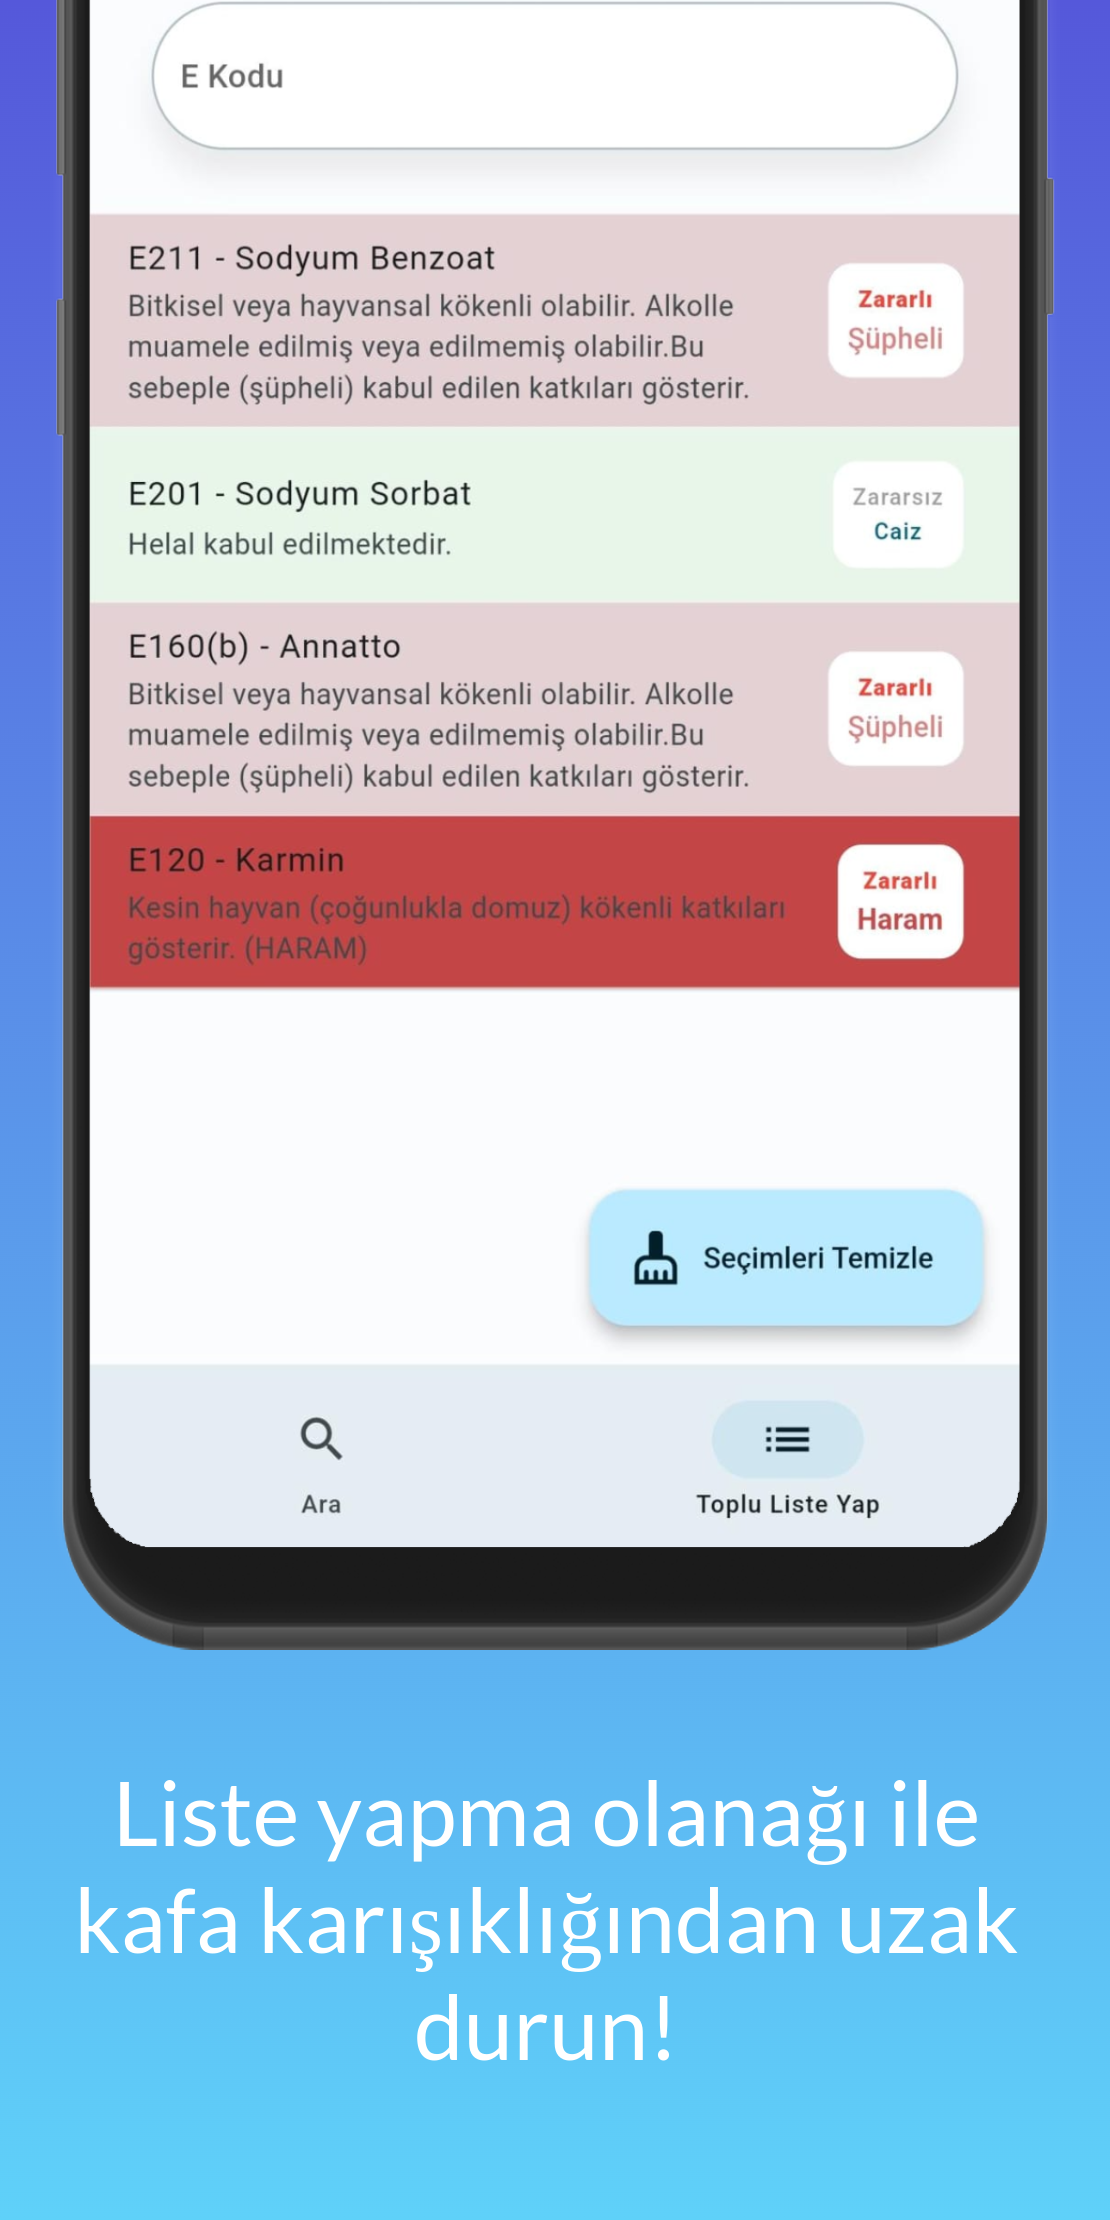 E Kodu
E211 - Sodyum Benzoat
Bitkisel veya hayvansal kökenli olabilir. Alkolle
muamele edilmiş veya edilmemiş olabilir.Bu
sebeple (şüpheli) kabul edilen katkıları gösterir.
Zararlı
Şüpheli
E201 - Sodyum Sorbat
Helal kabul edilmektedir.
Zararsız
Caiz
E160(b) - Annatto
Bitkisel veya hayvansal kökenli olabilir. Alkolle
muamele edilmiş veya edilmemiş olabilir.Bu
sebeple (şüpheli) kabul edilen katkıları gösterir.
Zararlı
Şüpheli
E120 - Karmin
Kesin hayvan (çoğunlukla domuz) kökenli katkıları
gösterir. (HARAM)
Zararlı
Haram
Seçimleri Temizle
Ara
Toplu Liste Yap
Liste yapma olanağı ile
kafa karışıklığından uzak
durun!